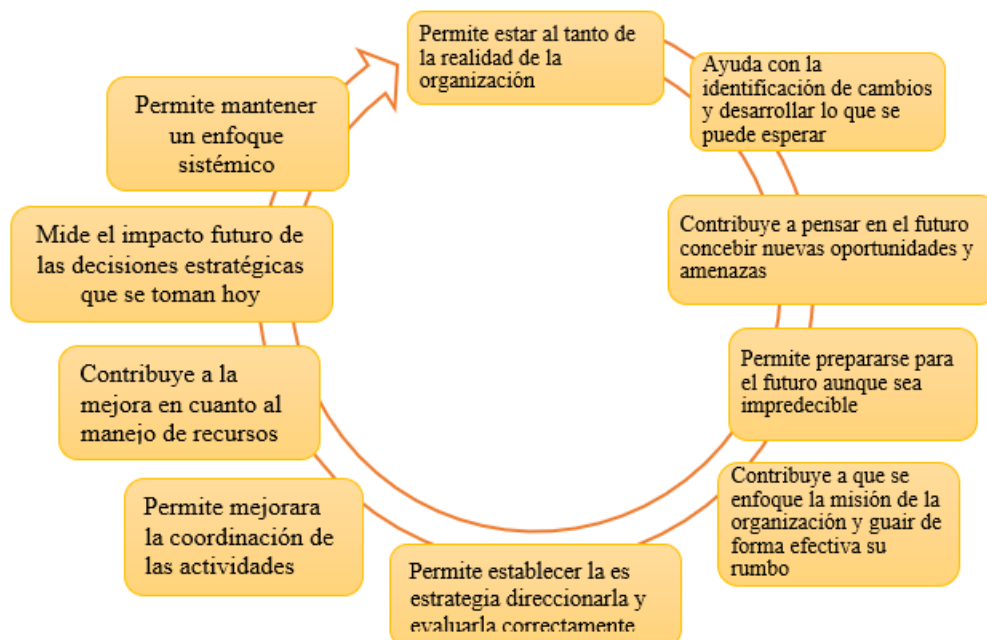 Permite estar al tanto de
la realidad de la
organización
Ayuda con la
identificación de cambios
y desarrollar lo que se
puede esperar
Contribuye a pensar en el futuro
concebir nuevas oportunidades y
amenazas
Permite prepararse para
el futuro aunque sea
impredecible
Contribuye a que se
enfoque la misión de la
organización y guair de
forma efectiva su
rumbo
Permite establecer la es
estrategia direccionarla y
evaluarla correctamente
Permite mejorara
la coordinación de
las actividades
Contribuye a la
mejora en cuanto al
manejo de recursos
Mide el impacto futuro de
las decisiones estratégicas
que se toman hoy
Permite mantener
un enfoque
sistémico